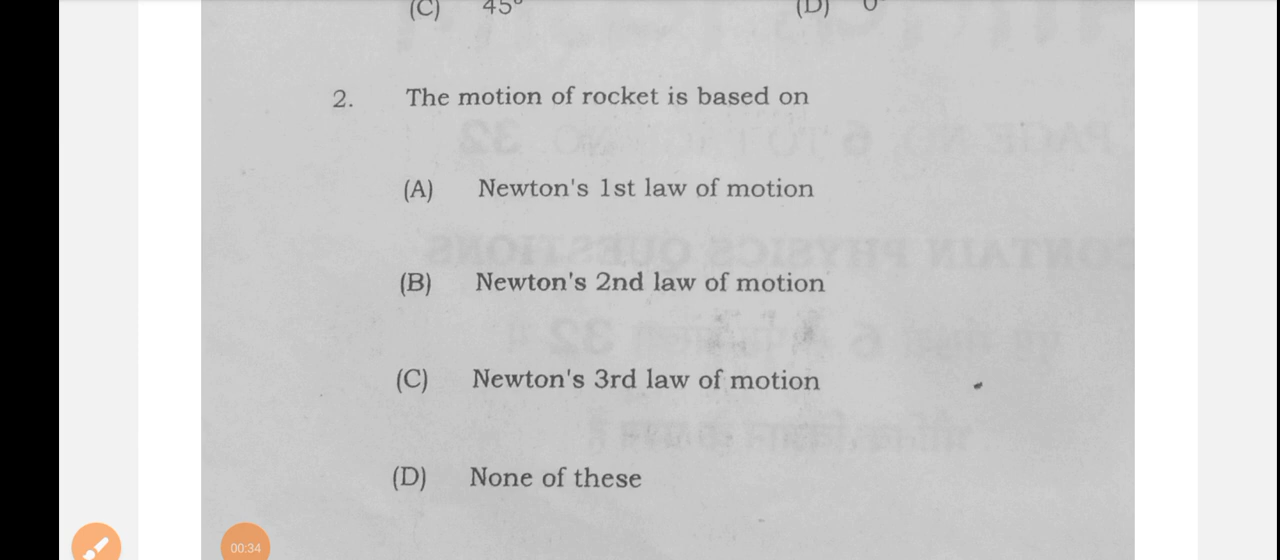 (C) 45° (D) 0°
2. The motion of rocket is based on
(A) Newton's 1st law of motion
(B) Newton's 2nd law of motion
(C) Newton's 3rd law of motion
(D) None of these
00:34